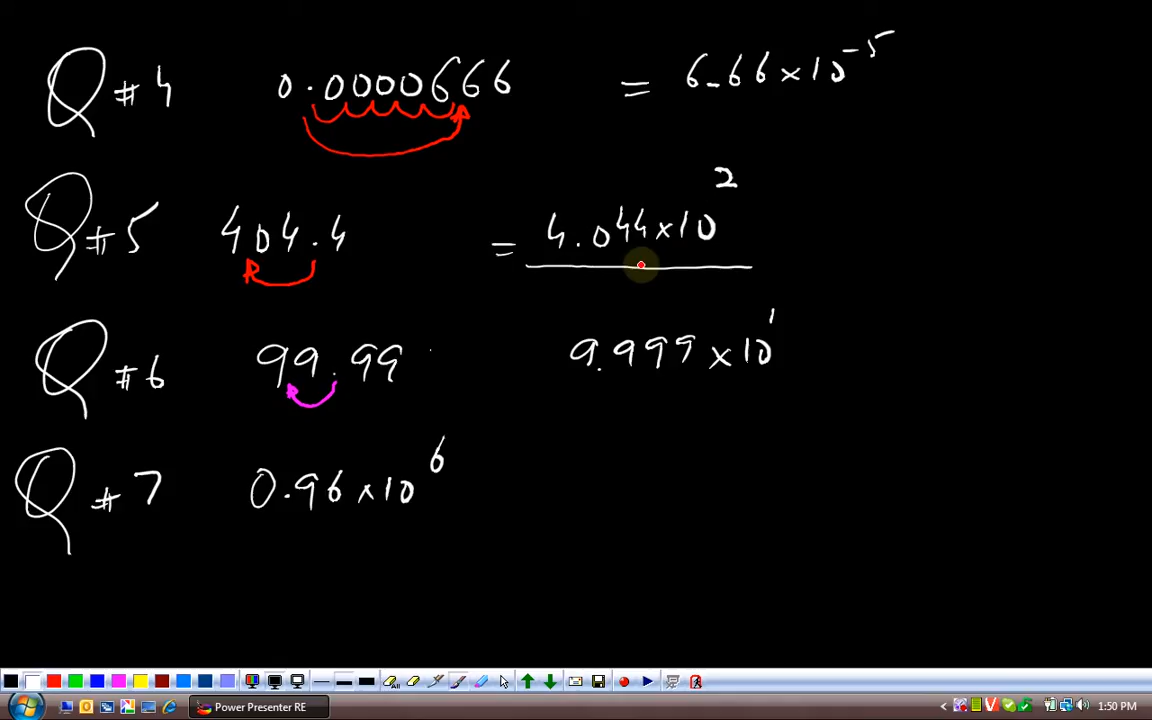 Q #4 0.0000666 = 6.66×10⁻⁵
Q #5 404.4 = 4.044×10²
Q #6 99.99 9.999×10¹
Q #7 0.96×10⁶
Power Presenter RE
1:50 PM